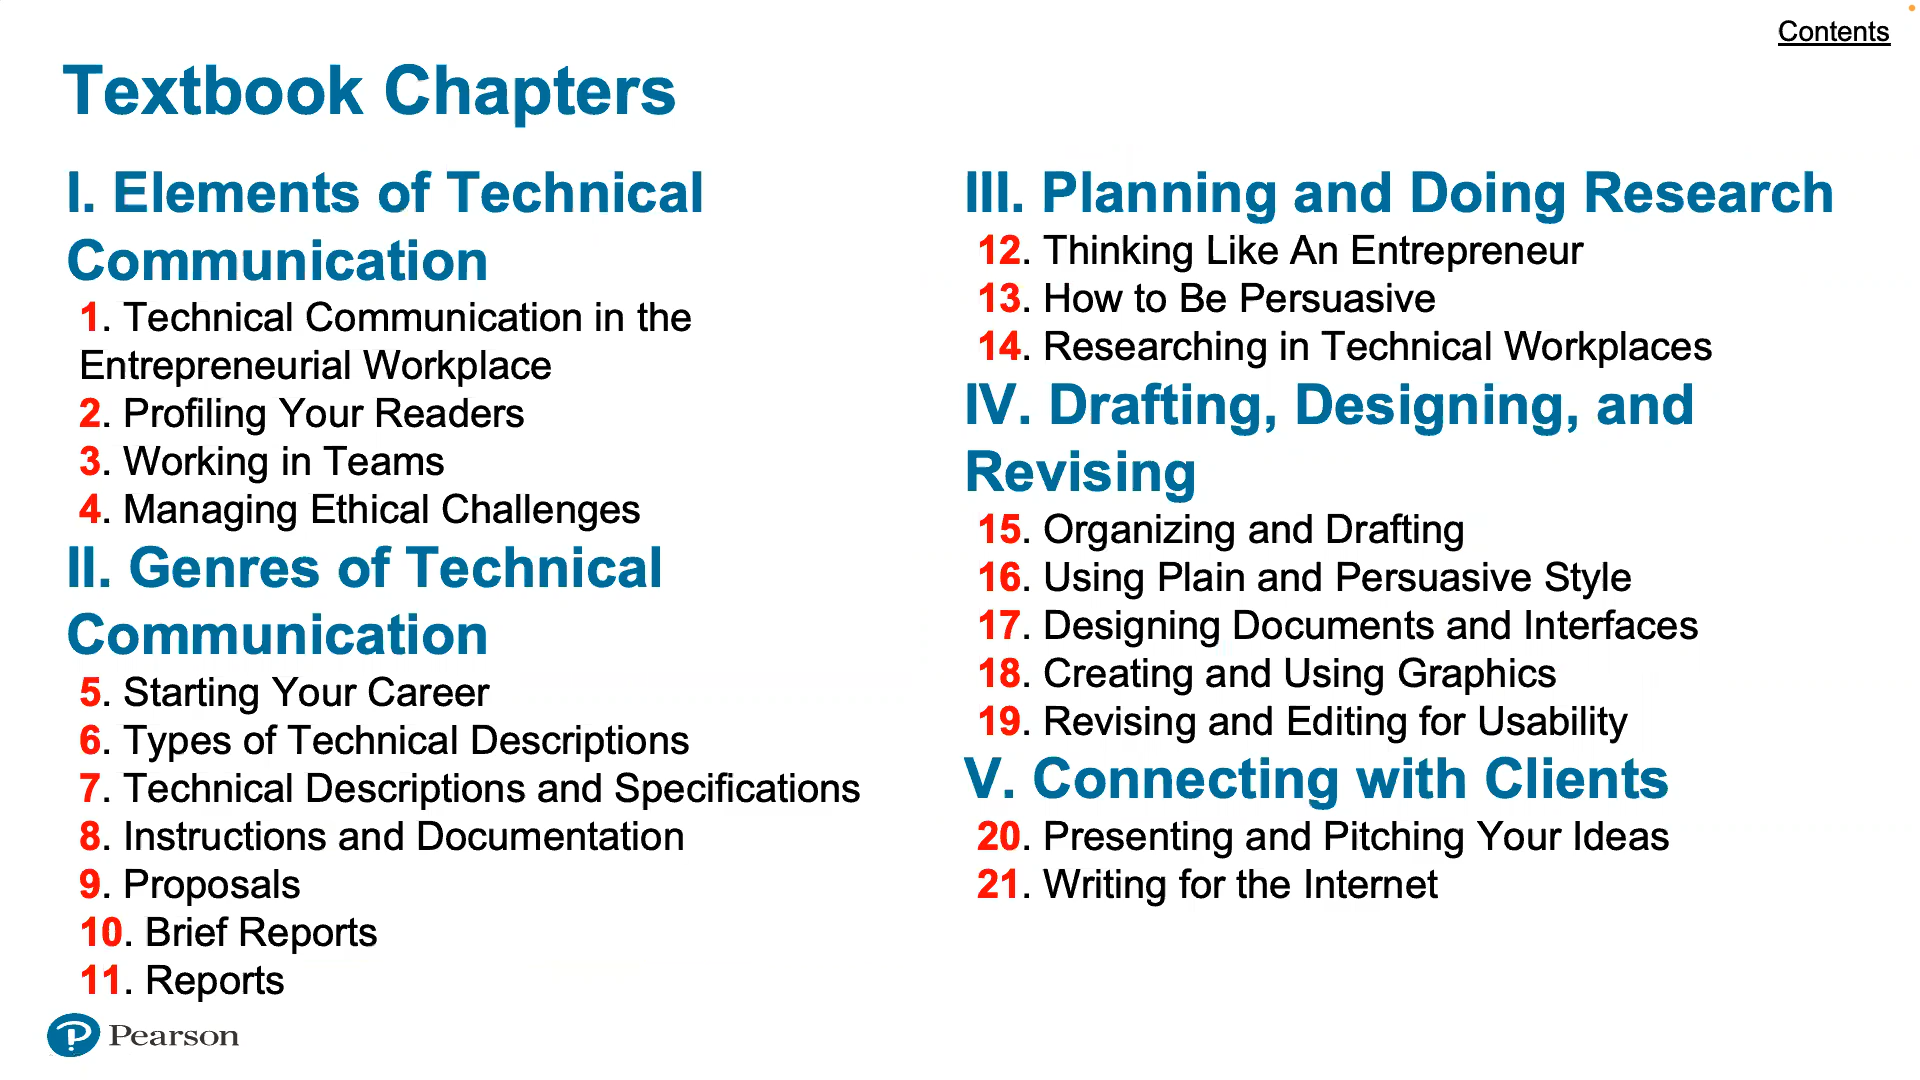 Contents
Textbook Chapters
I. Elements of Technical
Communication
1. Technical Communication in the
Entrepreneurial Workplace
2. Profiling Your Readers
3. Working in Teams
4. Managing Ethical Challenges
II. Genres of Technical
Communication
5. Starting Your Career
6. Types of Technical Descriptions
7. Technical Descriptions and Specifications
8. Instructions and Documentation
9. Proposals
10. Brief Reports
11. Reports
III. Planning and Doing Research
12. Thinking Like An Entrepreneur
13. How to Be Persuasive
14. Researching in Technical Workplaces
IV. Drafting, Designing, and
Revising
15. Organizing and Drafting
16. Using Plain and Persuasive Style
17. Designing Documents and Interfaces
18. Creating and Using Graphics
19. Revising and Editing for Usability
V. Connecting with Clients
20. Presenting and Pitching Your Ideas
21. Writing for the Internet
P Pearson